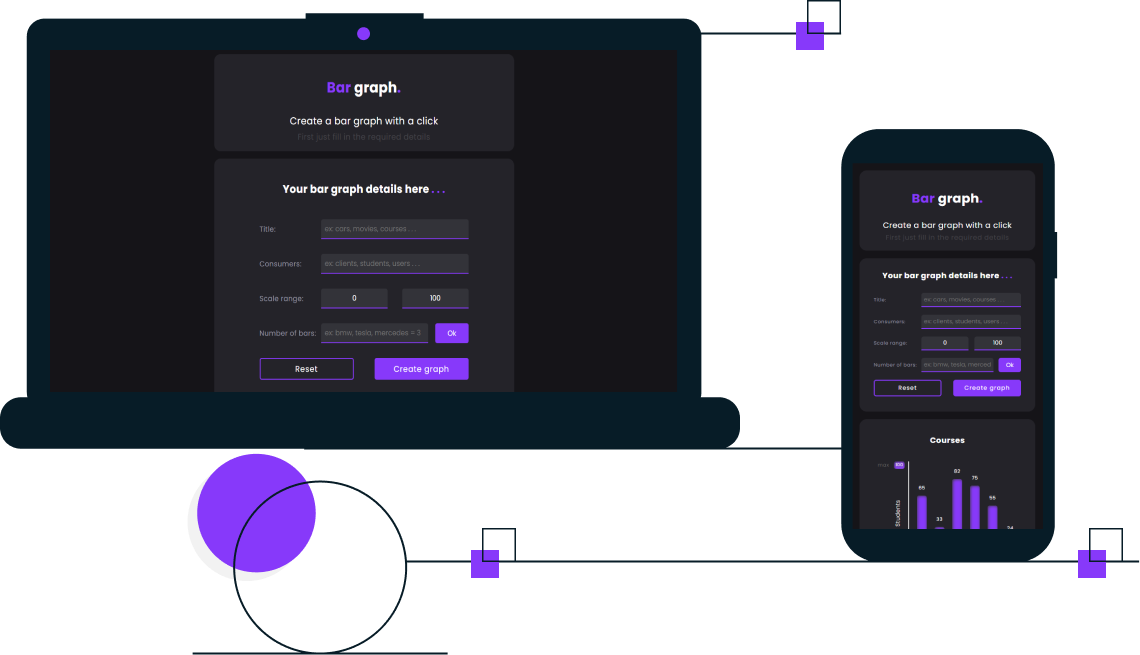 Bar graph.
Create a bar graph with a click
First just fill in the required details
Your bar graph details here . . .
Title:
ex: cars, movies, courses . . .
Consumers:
ex: clients, students, users . . .
Scale range:
0
100
Number of bars:
ex: bmw, tesla, mercedes = 3
Ok
Reset
Create graph
Bar graph.
Create a bar graph with a click
First just fill in the required details
Your bar graph details here . . .
Title:
ex: cars, movies, courses . . .
Consumers:
ex: clients, students, users
Scale range:
0
100
Number of bars:
ex: bmw, tesla, merced
Ok
Reset
Create graph
Courses
max
100
Students
65
33
82
75
55
24